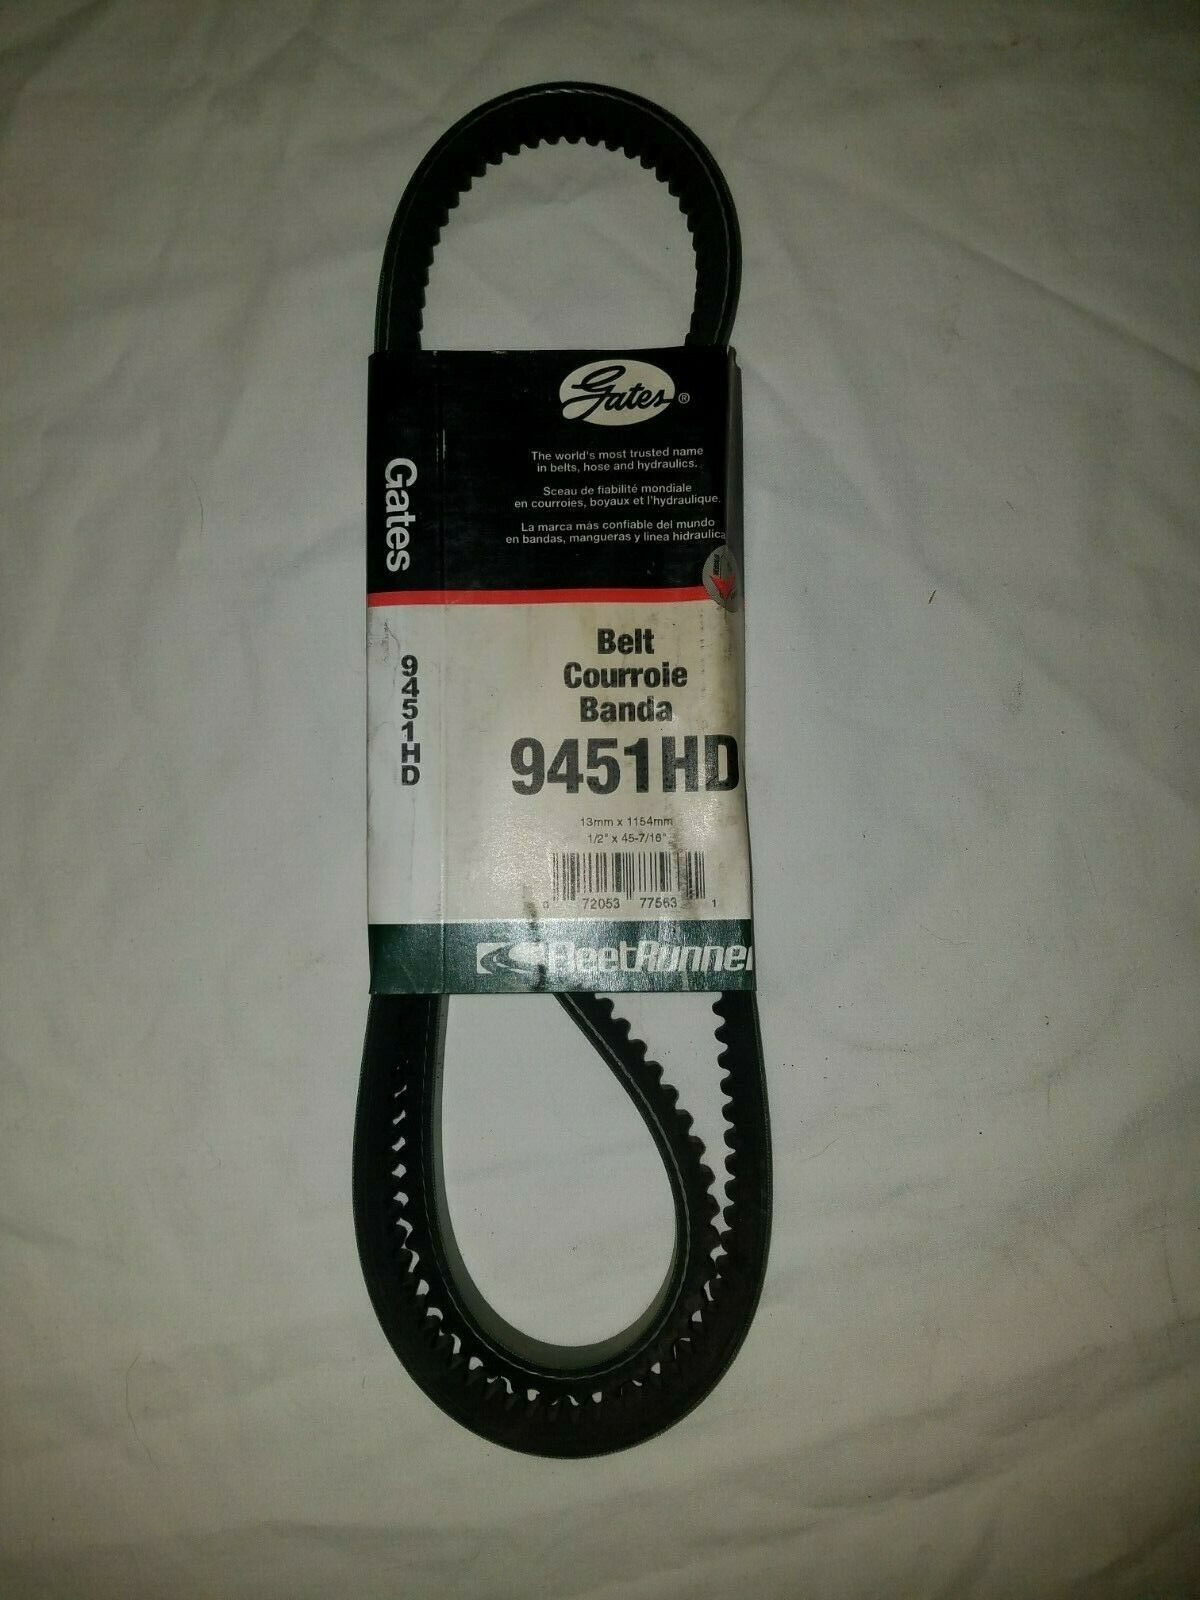 Gates®
The world's most trusted name
in belts, hose and hydraulics.
Sceau de fiabilité mondiale
en courroies, boyaux et l'hydraulique.
La marca más confiable del mundo
en bandas, mangueras y linea hidraulica
Gates
9451HD
Belt
Courroie
Banda
9451HD
13mm x 1154mm
1/2" x 45-7/16"
0 72053 77563 1
FleetRunner